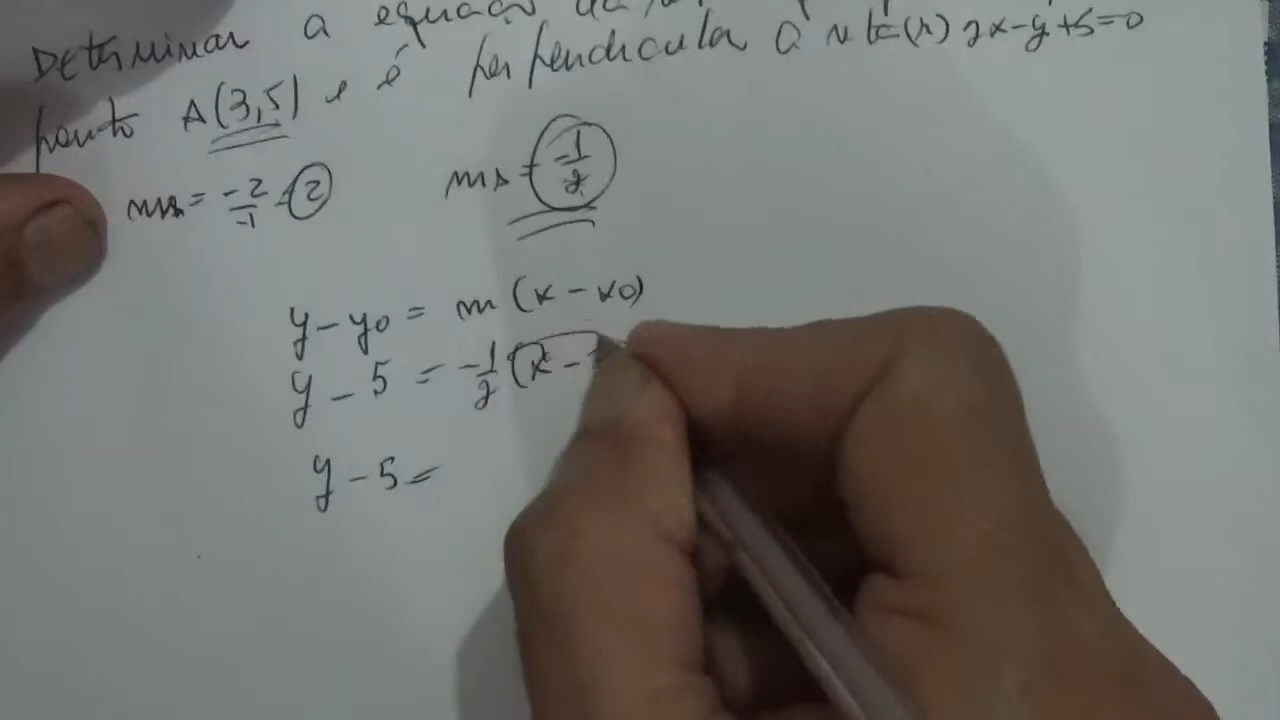 Determinar a equação da
ponto A(3,5) e é perpendicular a reta (r) 2x-y+5=0
mr = -2/-1 = 2 ms = -1/2
y - y0 = m (x - x0)
y - 5 = -1/2 (x -
y - 5 =